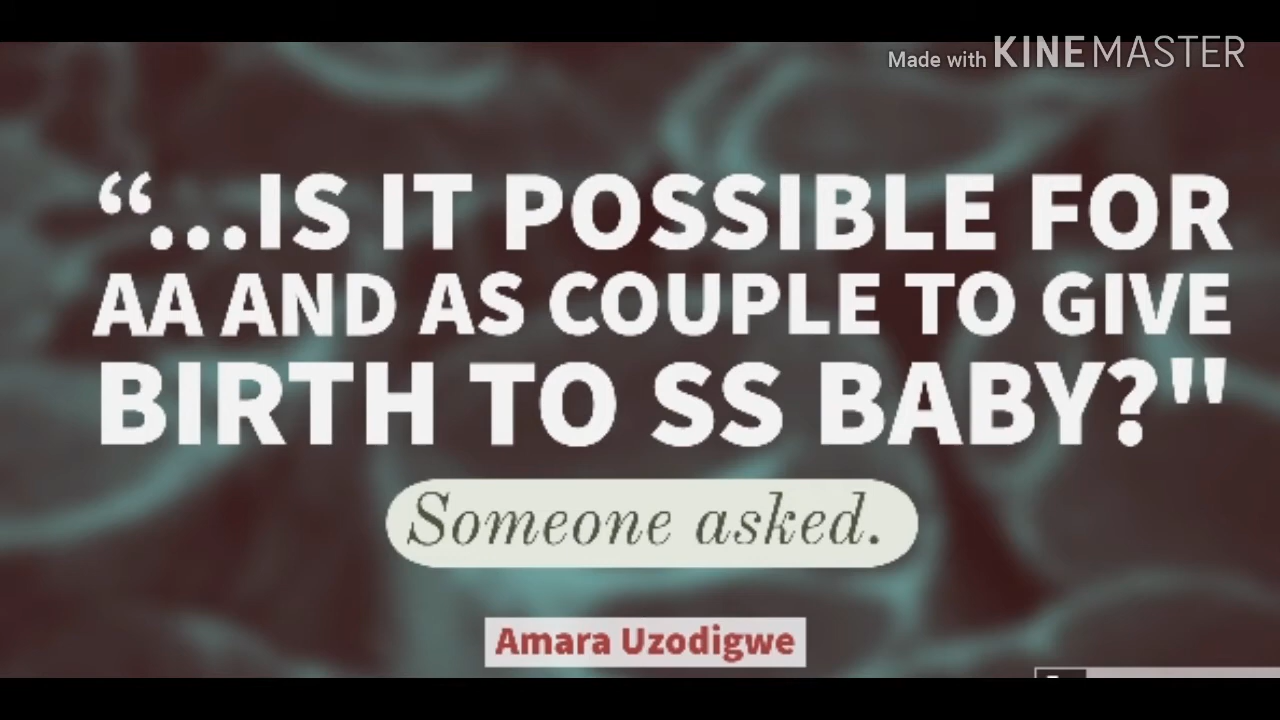 Made with KINEMASTER
“...IS IT POSSIBLE FOR
AA AND AS COUPLE TO GIVE
BIRTH TO SS BABY?"
Someone asked.
Amara Uzodigwe